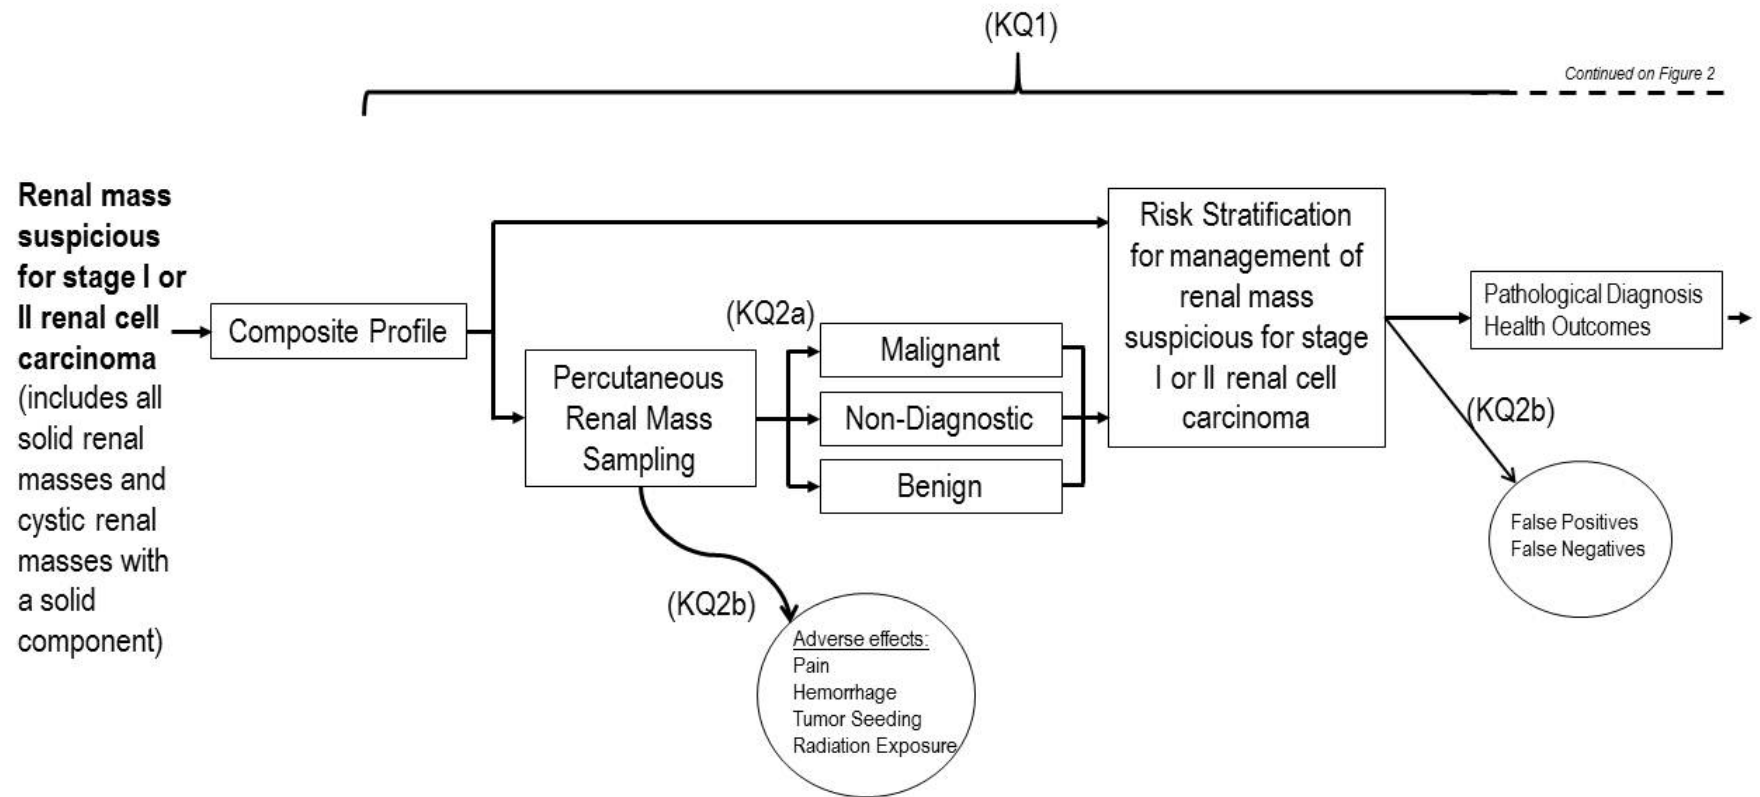 (KQ1)
Continued on Figure 2
Renal mass
suspicious
for stage I or
II renal cell
carcinoma
(includes all
solid renal
masses and
cystic renal
masses with
a solid
component)
Composite Profile
Percutaneous
Renal Mass
Sampling
(KQ2a)
Malignant
Non-Diagnostic
Benign
Risk Stratification
for management of
renal mass
suspicious for stage
I or II renal cell
carcinoma
Pathological Diagnosis
Health Outcomes
(KQ2b)
False Positives
False Negatives
(KQ2b)
Adverse effects:
Pain
Hemorrhage
Tumor Seeding
Radiation Exposure